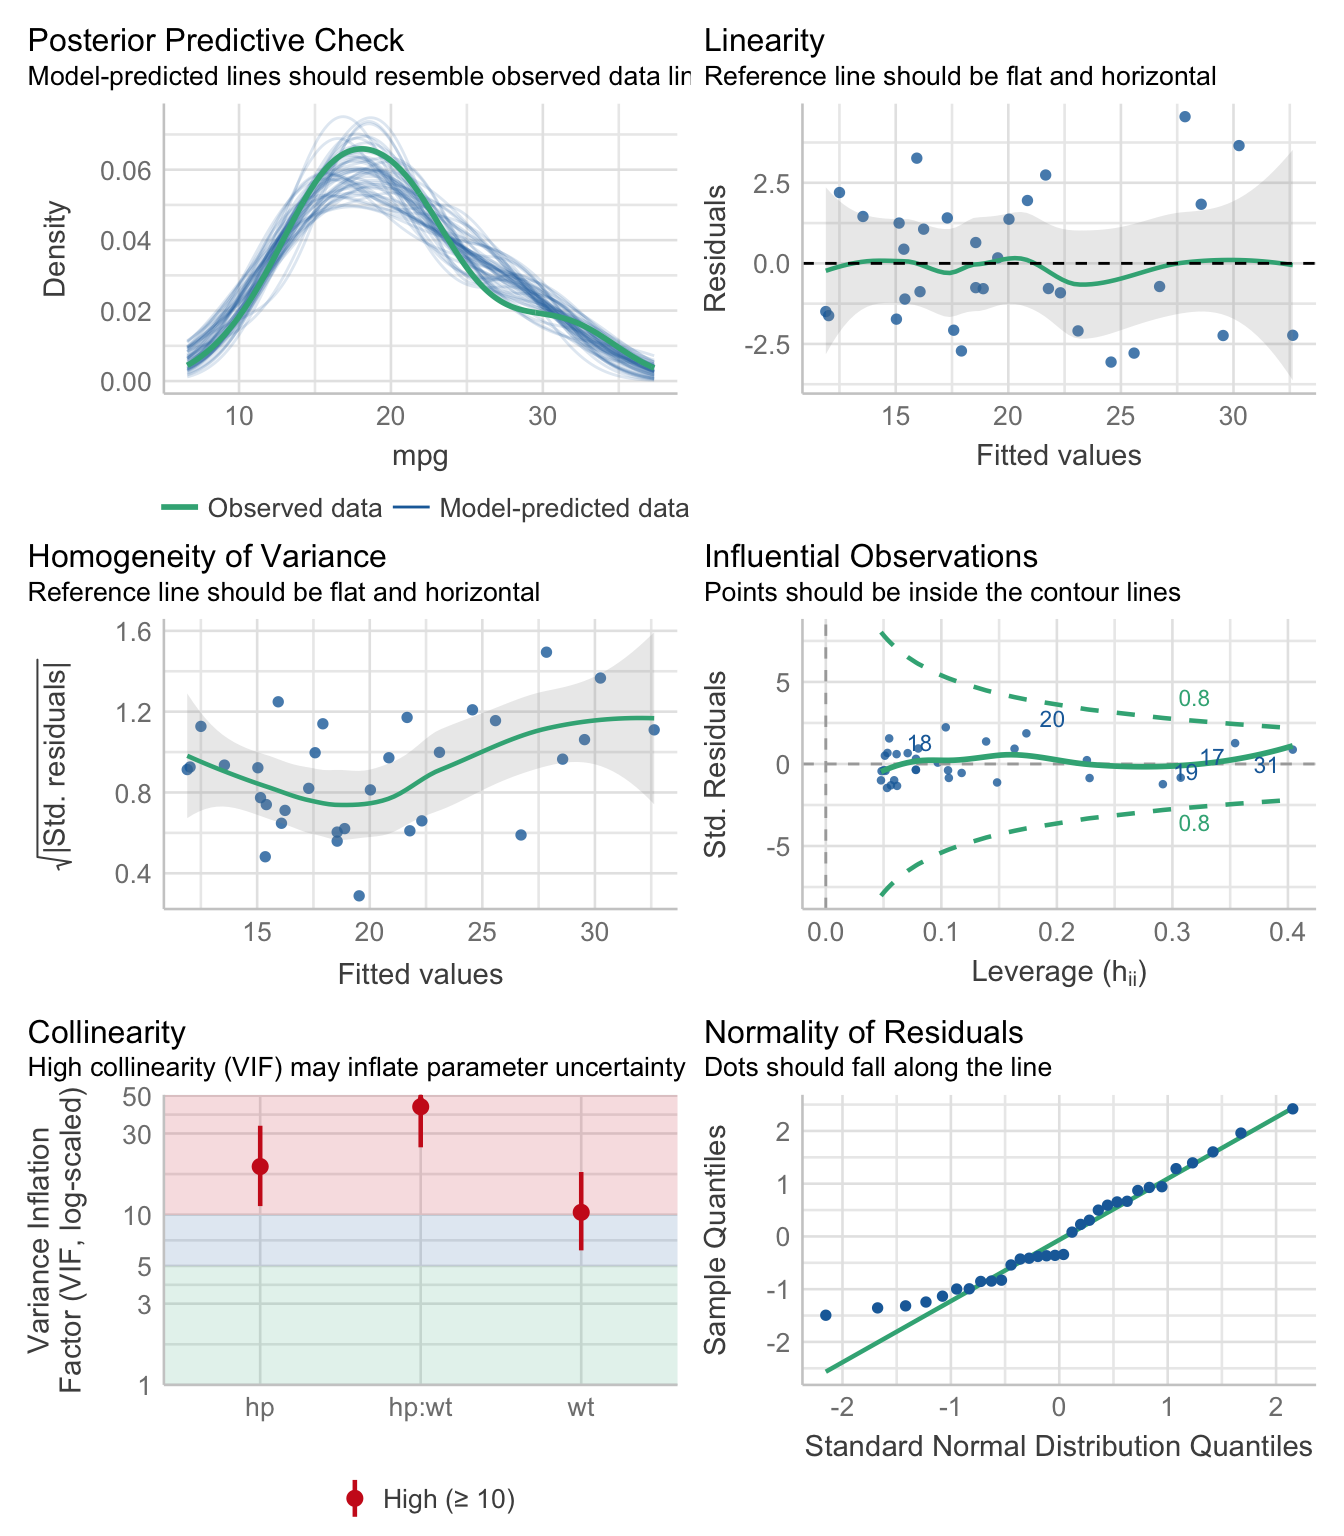 Posterior Predictive Check
Model-predicted lines should resemble observed data lin
Density
0.06
0.04
0.02
0.00
10 20 30
mpg
Observed data Model-predicted data
Linearity
Reference line should be flat and horizontal
Residuals
2.5
0.0
-2.5
15 20 25 30
Fitted values
Homogeneity of Variance
Reference line should be flat and horizontal
√|Std. residuals|
1.6
1.2
0.8
0.4
15 20 25 30
Fitted values
Influential Observations
Points should be inside the contour lines
Std. Residuals
5
0
-5
0.8
20
18
17
19
31
0.8
0.0 0.1 0.2 0.3 0.4
Leverage (hii)
Collinearity
High collinearity (VIF) may inflate parameter uncertainty
Variance Inflation
Factor (VIF, log-scaled)
50
30
10
5
3
1
hp hp:wt wt
High (≥ 10)
Normality of Residuals
Dots should fall along the line
Sample Quantiles
2
1
0
-1
-2
-2 -1 0 1 2
Standard Normal Distribution Quantiles